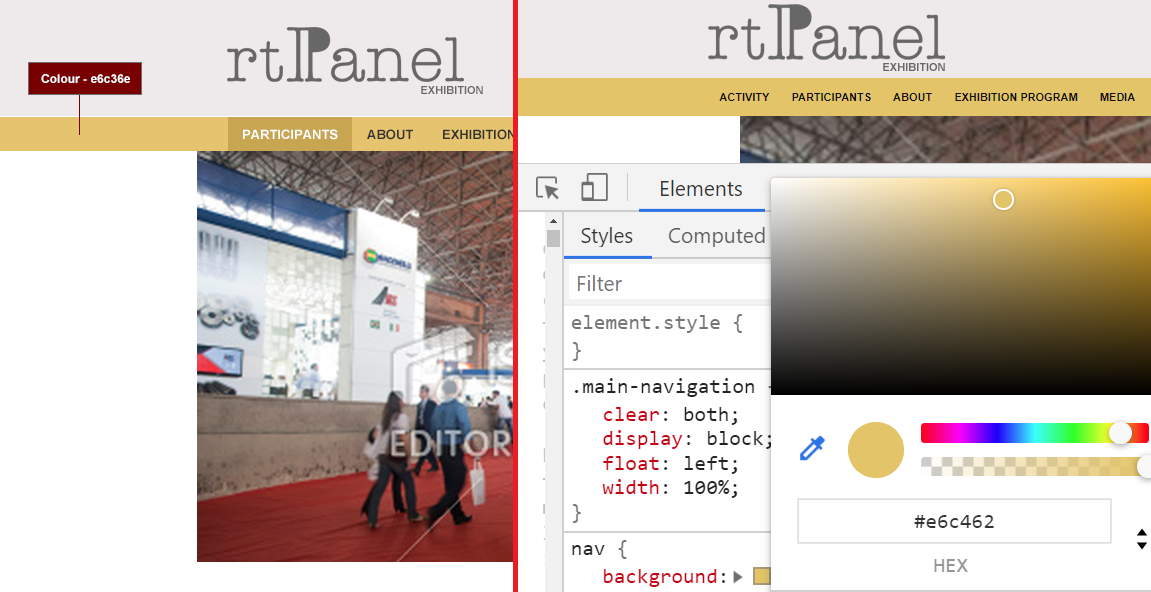 rtPanel
EXHIBITION
Colour - e6c36e
PARTICIPANTS
ABOUT
EXHIBITION
EDITOR
rtPanel
EXHIBITION
ACTIVITY
PARTICIPANTS
ABOUT
EXHIBITION PROGRAM
MEDIA
Elements
Styles
Computed
Filter
element.style {
}
.main-navigation
clear: both;
display: block;
float: left;
width: 100%;
}
nav {
background:
#e6c462
HEX